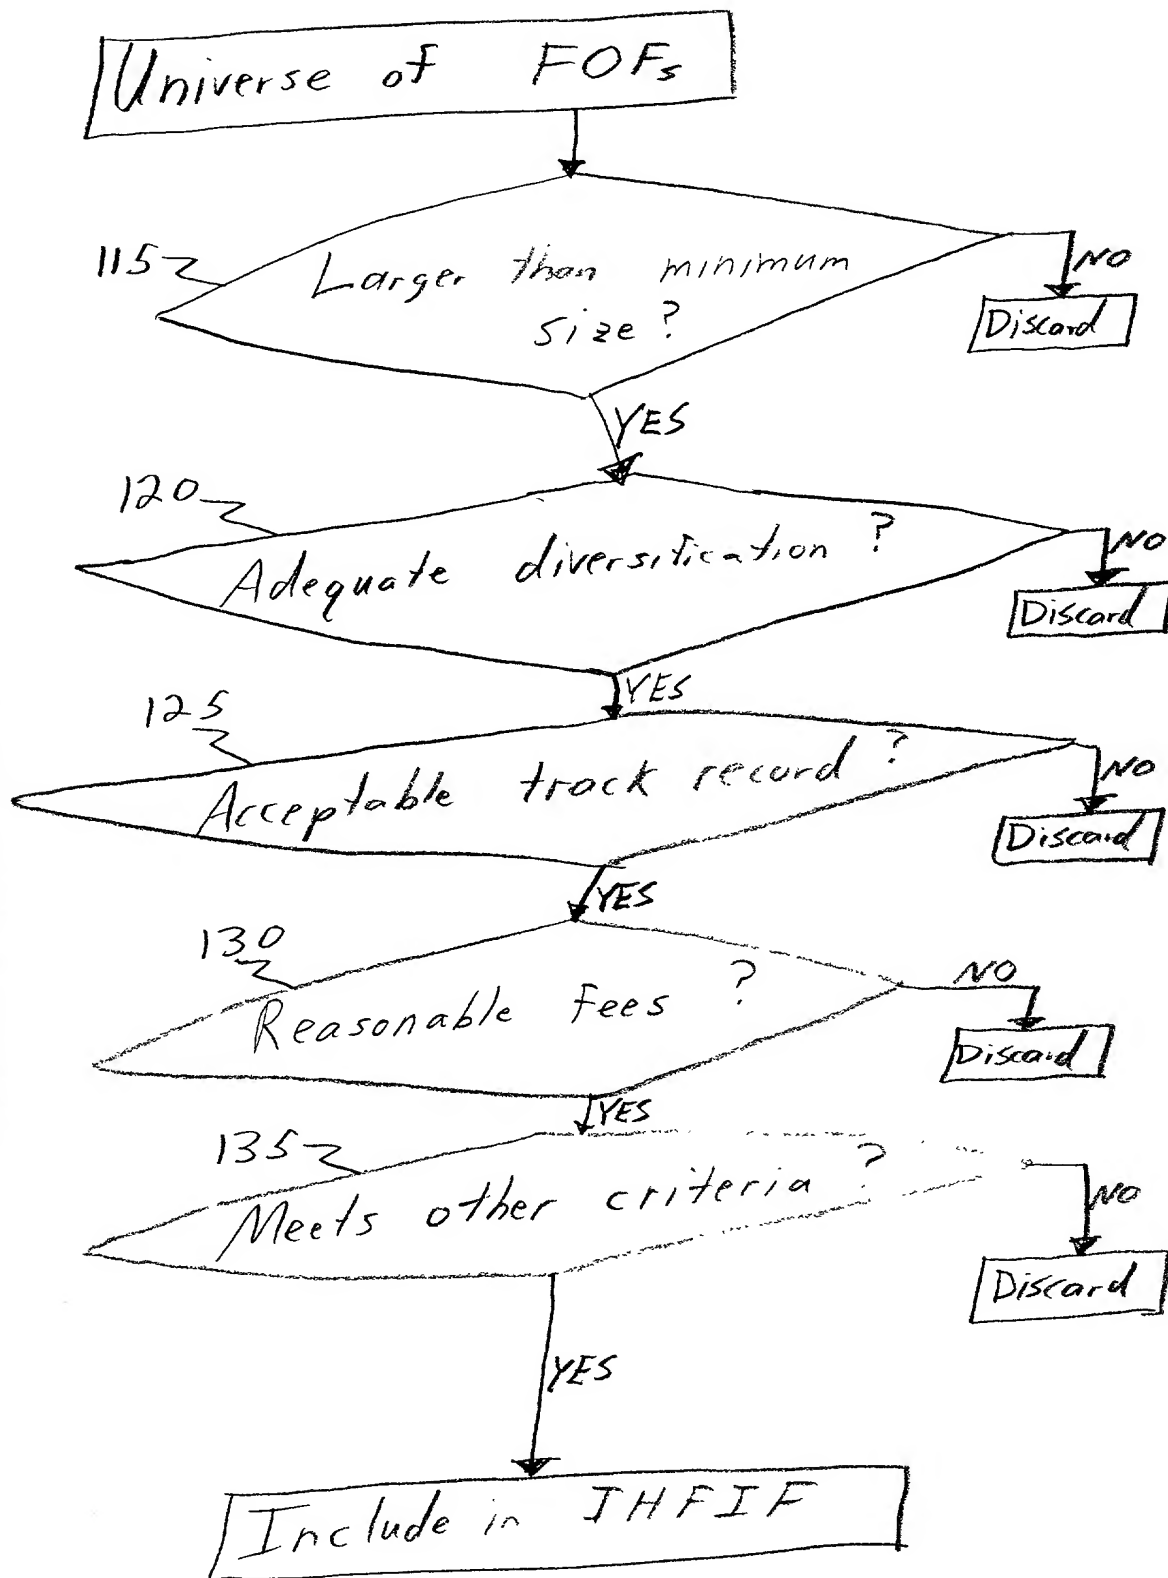 Universe of FOFs
115
Larger than minimum
size?
NO
Discard
YES
120
Adequate diversification?
NO
Discard
YES
125
Acceptable track record?
NO
Discard
YES
130
Reasonable Fees?
NO
Discard
YES
135
Meets other criteria?
NO
Discard
YES
Include in IHFIF